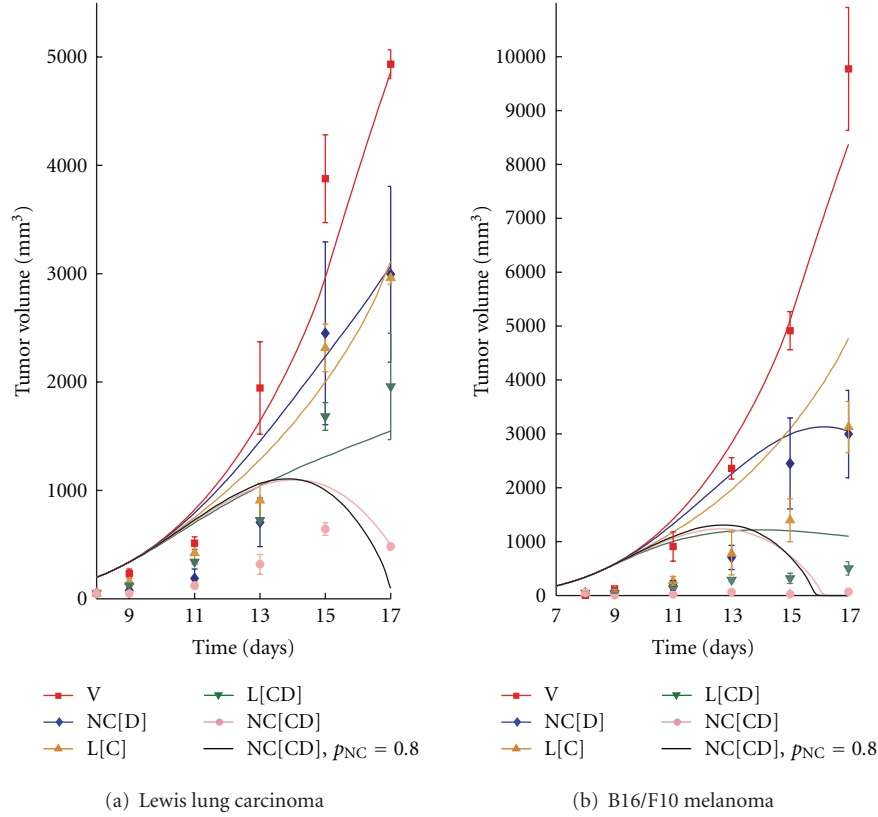 5000
4000
3000
2000
1000
0
Tumor volume (mm³)
9
11
13
15
17
Time (days)
V
NC[D]
L[C]
L[CD]
NC[CD]
NC[CD], pNC = 0.8
(a) Lewis lung carcinoma
10000
9000
8000
7000
6000
5000
4000
3000
2000
1000
0
Tumor volume (mm³)
7
9
11
13
15
17
Time (days)
V
NC[D]
L[C]
L[CD]
NC[CD]
NC[CD], pNC = 0.8
(b) B16/F10 melanoma